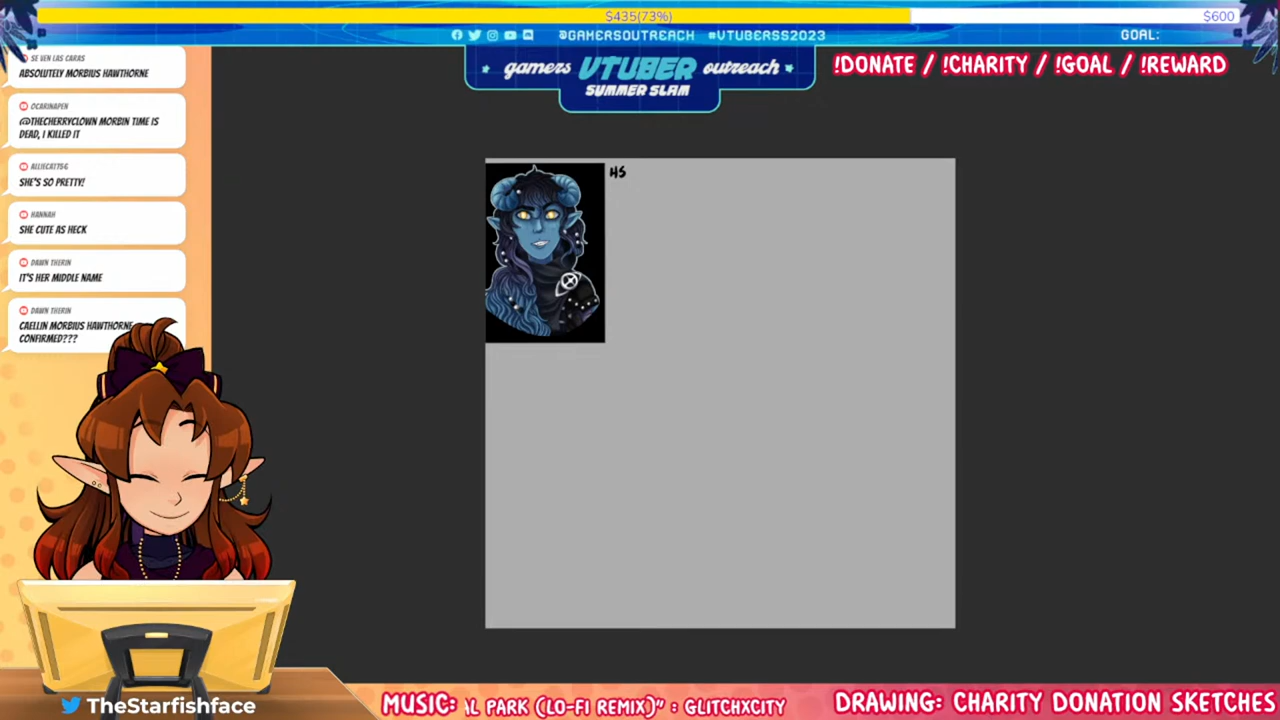 $435(73%)
$600
@GAMERSOUTREACH #VTUBERSS2023
GOAL:
gamers VTUBER outreach
SUMMER SLAM
!DONATE / !CHARITY / !GOAL / !REWARD
SE VEN LAS CARAS
ABSOLUTELY MORBIUS HAWTHORNE
OCARINAPEN
@THECHERRYCLOWN MORBIN TIME IS
DEAD, I KILLED IT
ALLIECAT756
SHE'S SO PRETTY!
HANNAH
SHE CUTE AS HECK
DAWN THERIN
IT'S HER MIDDLE NAME
DAWN THERIN
CAELLIN MORBIUS HAWTHORNE
CONFIRMED???
HS
TheStarfishface
MUSIC: AL PARK (LO-FI REMIX)" : GLITCHXCITY
DRAWING: CHARITY DONATION SKETCHES